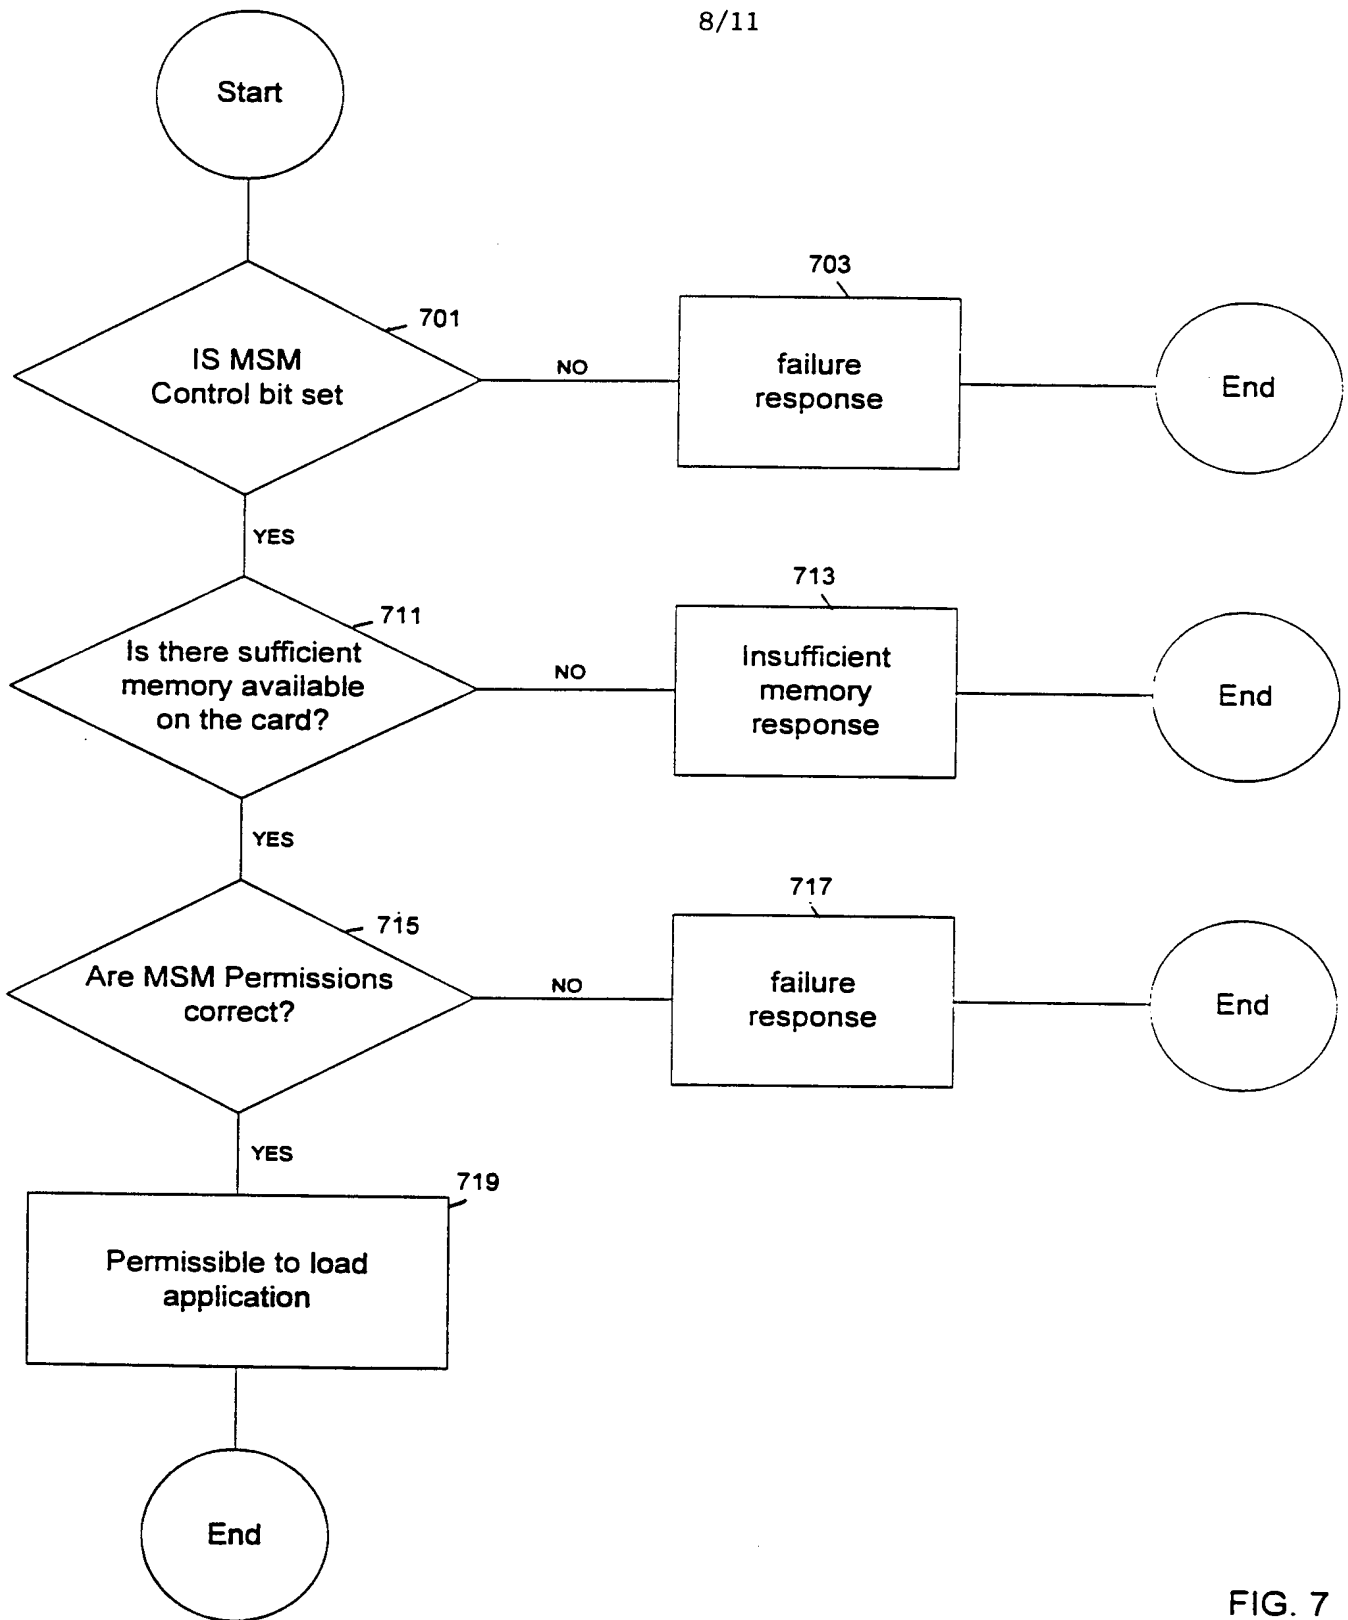 8/11
Start
701
IS MSM
Control bit set
NO
703
failure
response
End
YES
711
Is there sufficient
memory available
on the card?
NO
713
Insufficient
memory
response
End
YES
715
Are MSM Permissions
correct?
NO
717
failure
response
End
YES
719
Permissible to load
application
End
FIG. 7